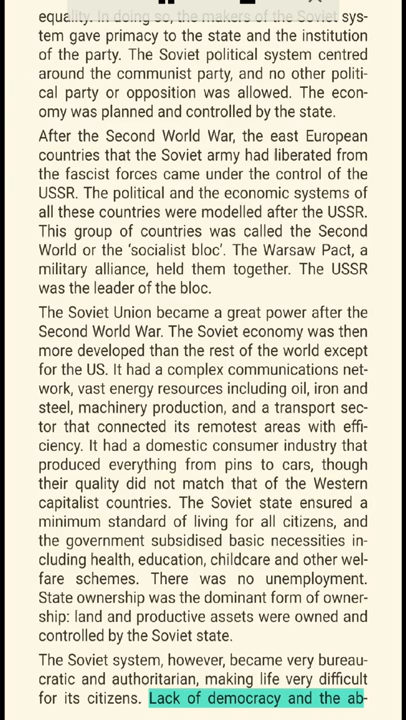 equality. In doing so, the makers of the Soviet sys-
tem gave primacy to the state and the institution
of the party. The Soviet political system centred
around the communist party, and no other politi-
cal party or opposition was allowed. The econ-
omy was planned and controlled by the state.
After the Second World War, the east European
countries that the Soviet army had liberated from
the fascist forces came under the control of the
USSR. The political and the economic systems of
all these countries were modelled after the USSR.
This group of countries was called the Second
World or the ‘socialist bloc’. The Warsaw Pact, a
military alliance, held them together. The USSR
was the leader of the bloc.
The Soviet Union became a great power after the
Second World War. The Soviet economy was then
more developed than the rest of the world except
for the US. It had a complex communications net-
work, vast energy resources including oil, iron and
steel, machinery production, and a transport sec-
tor that connected its remotest areas with effi-
ciency. It had a domestic consumer industry that
produced everything from pins to cars, though
their quality did not match that of the Western
capitalist countries. The Soviet state ensured a
minimum standard of living for all citizens, and
the government subsidised basic necessities in-
cluding health, education, childcare and other wel-
fare schemes. There was no unemployment.
State ownership was the dominant form of owner-
ship: land and productive assets were owned and
controlled by the Soviet state.
The Soviet system, however, became very bureau-
cratic and authoritarian, making life very difficult
for its citizens. Lack of democracy and the ab-